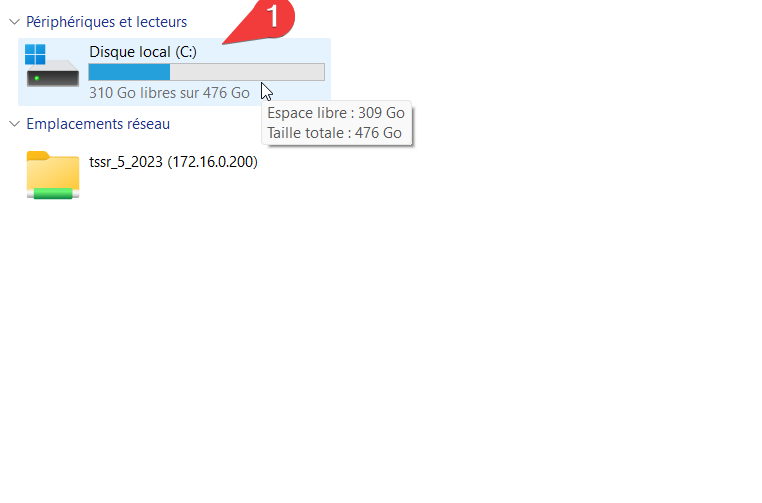 Périphériques et lecteurs
1
Disque local (C:)
310 Go libres sur 476 Go
Espace libre : 309 Go
Taille totale : 476 Go
Emplacements réseau
tssr_5_2023 (172.16.0.200)